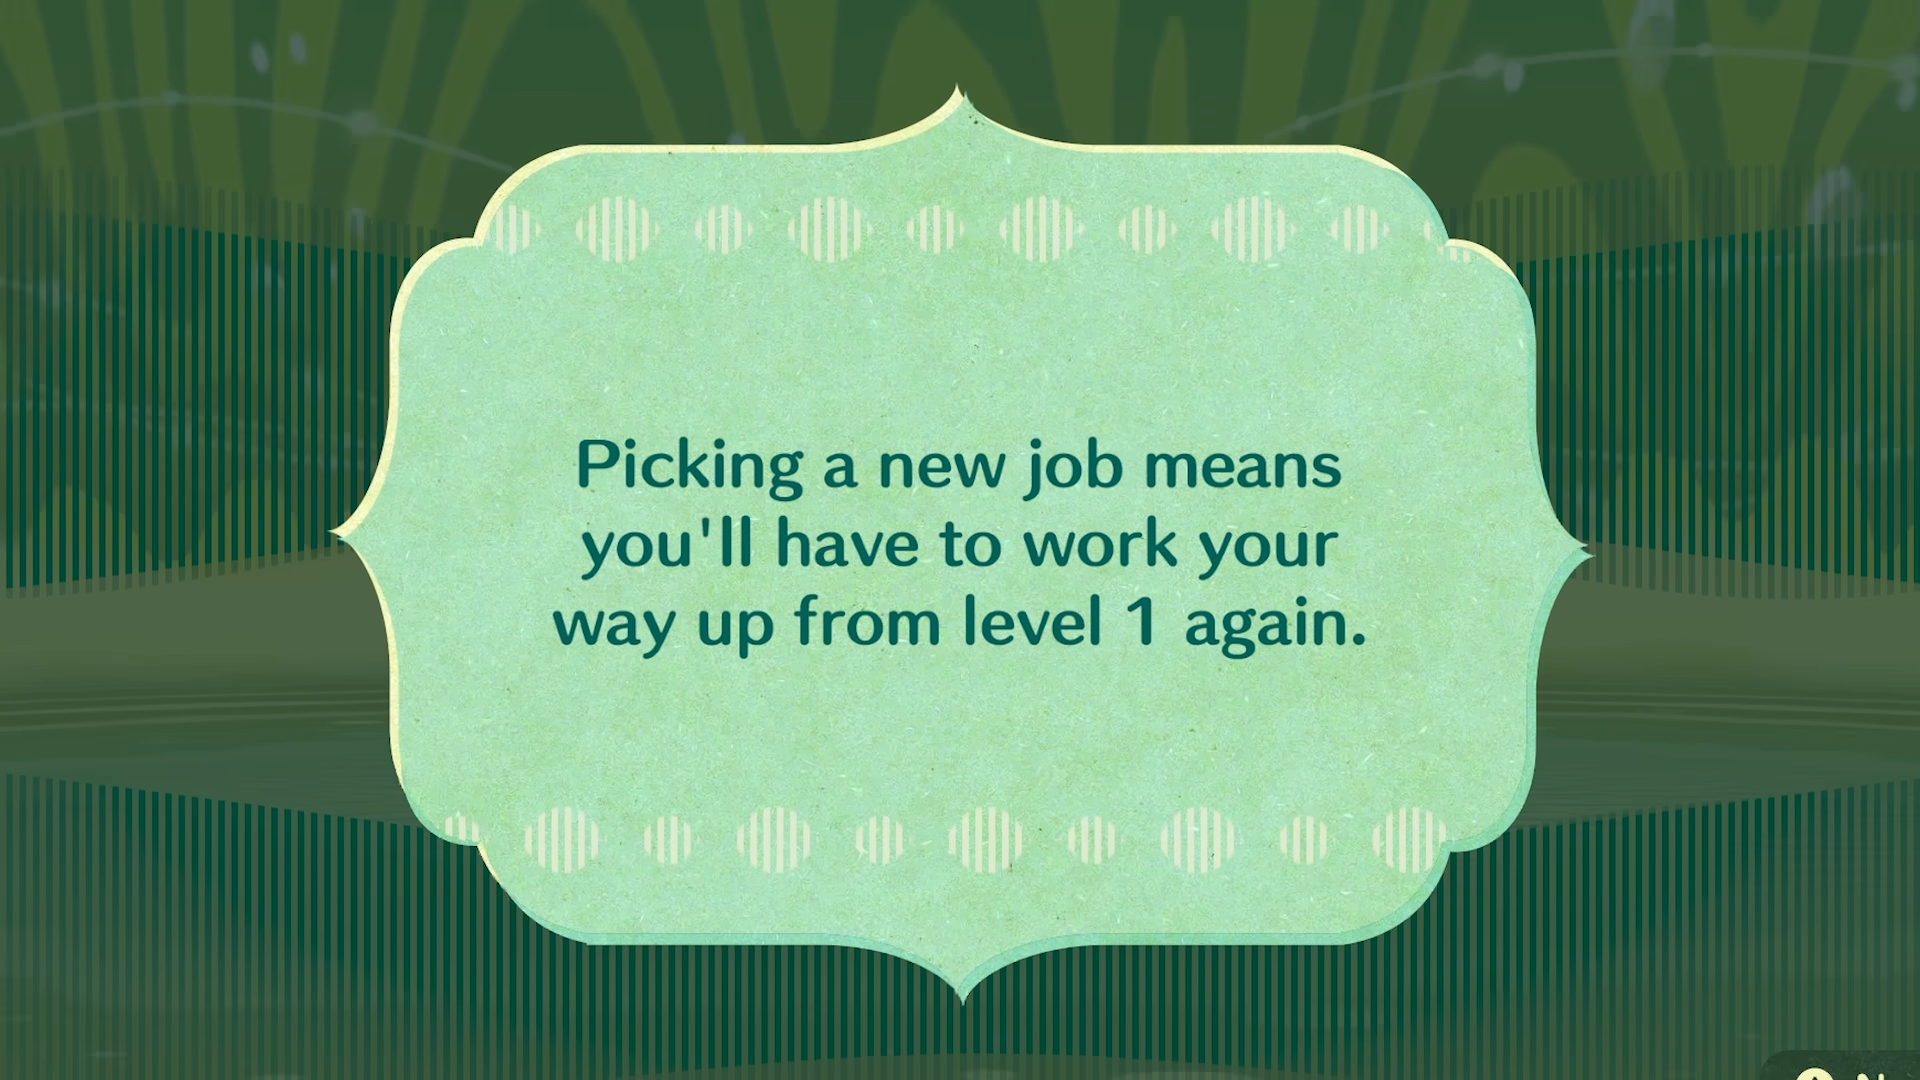 Picking a new job means
you'll have to work your
way up from level 1 again.